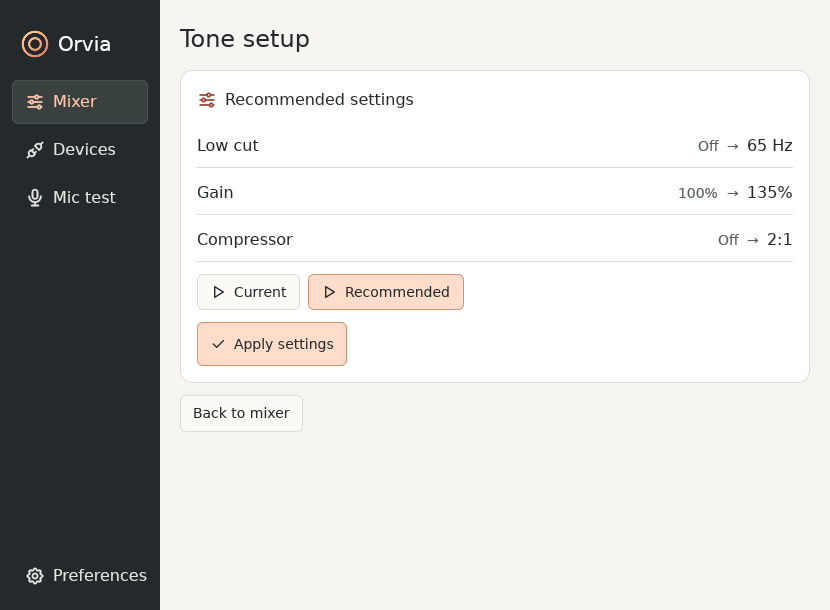 Orvia
Mixer
Devices
Mic test
Preferences
Tone setup
Recommended settings
Low cut Off → 65 Hz
Gain 100% → 135%
Compressor Off → 2:1
Current Recommended
Apply settings
Back to mixer